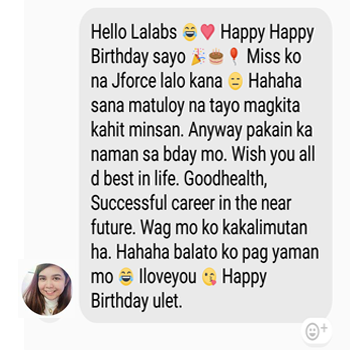 Hello Lalabs 😂💗 Happy Happy
Birthday sayo 🎉🎂🎈 Miss ko
na Jforce lalo kana 😑 Hahaha
sana matuloy na tayo magkita
kahit minsan. Anyway pakain ka
naman sa bday mo. Wish you all
d best in life. Goodhealth,
Successful career in the near
future. Wag mo ko kakalimutan
ha. Hahaha balato ko pag yaman
mo 😂 Iloveyou 😘 Happy
Birthday ulet.